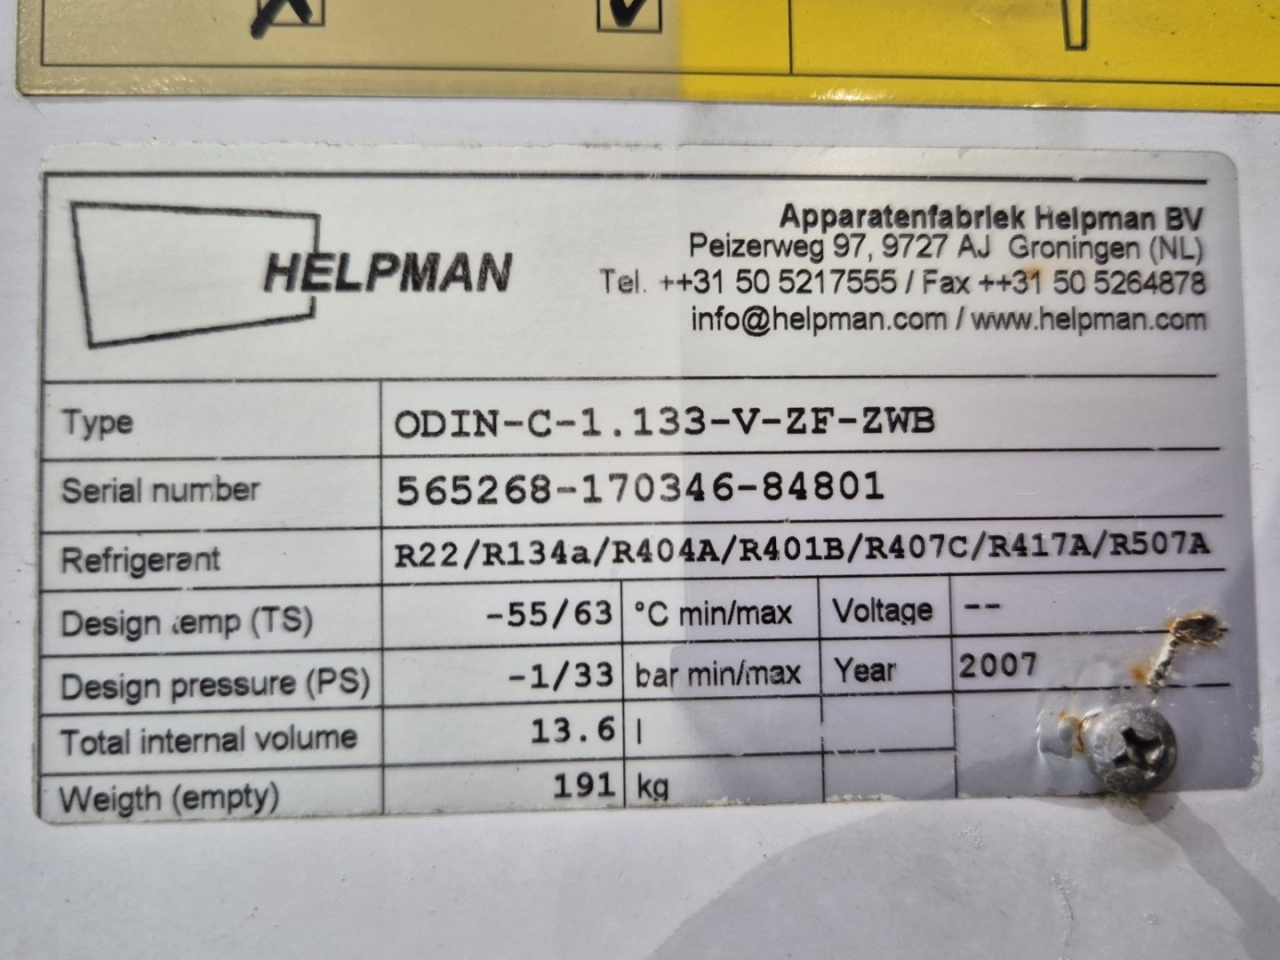 HELPMAN
Apparatenfabriek Helpman BV
Peizerweg 97, 9727 AJ Groningen (NL)
Tel. ++31 50 5217555 / Fax ++31 50 5264878
info@helpman.com / www.helpman.com
Type ODIN-C-1.133-V-ZF-ZWB
Serial number 565268-170346-84801
Refrigerant R22/R134a/R404A/R401B/R407C/R417A/R507A
Design temp (TS) -55/63 °C min/max Voltage --
Design pressure (PS) -1/33 bar min/max Year 2007
Total internal volume 13.6 l
Weigth (empty) 191 kg